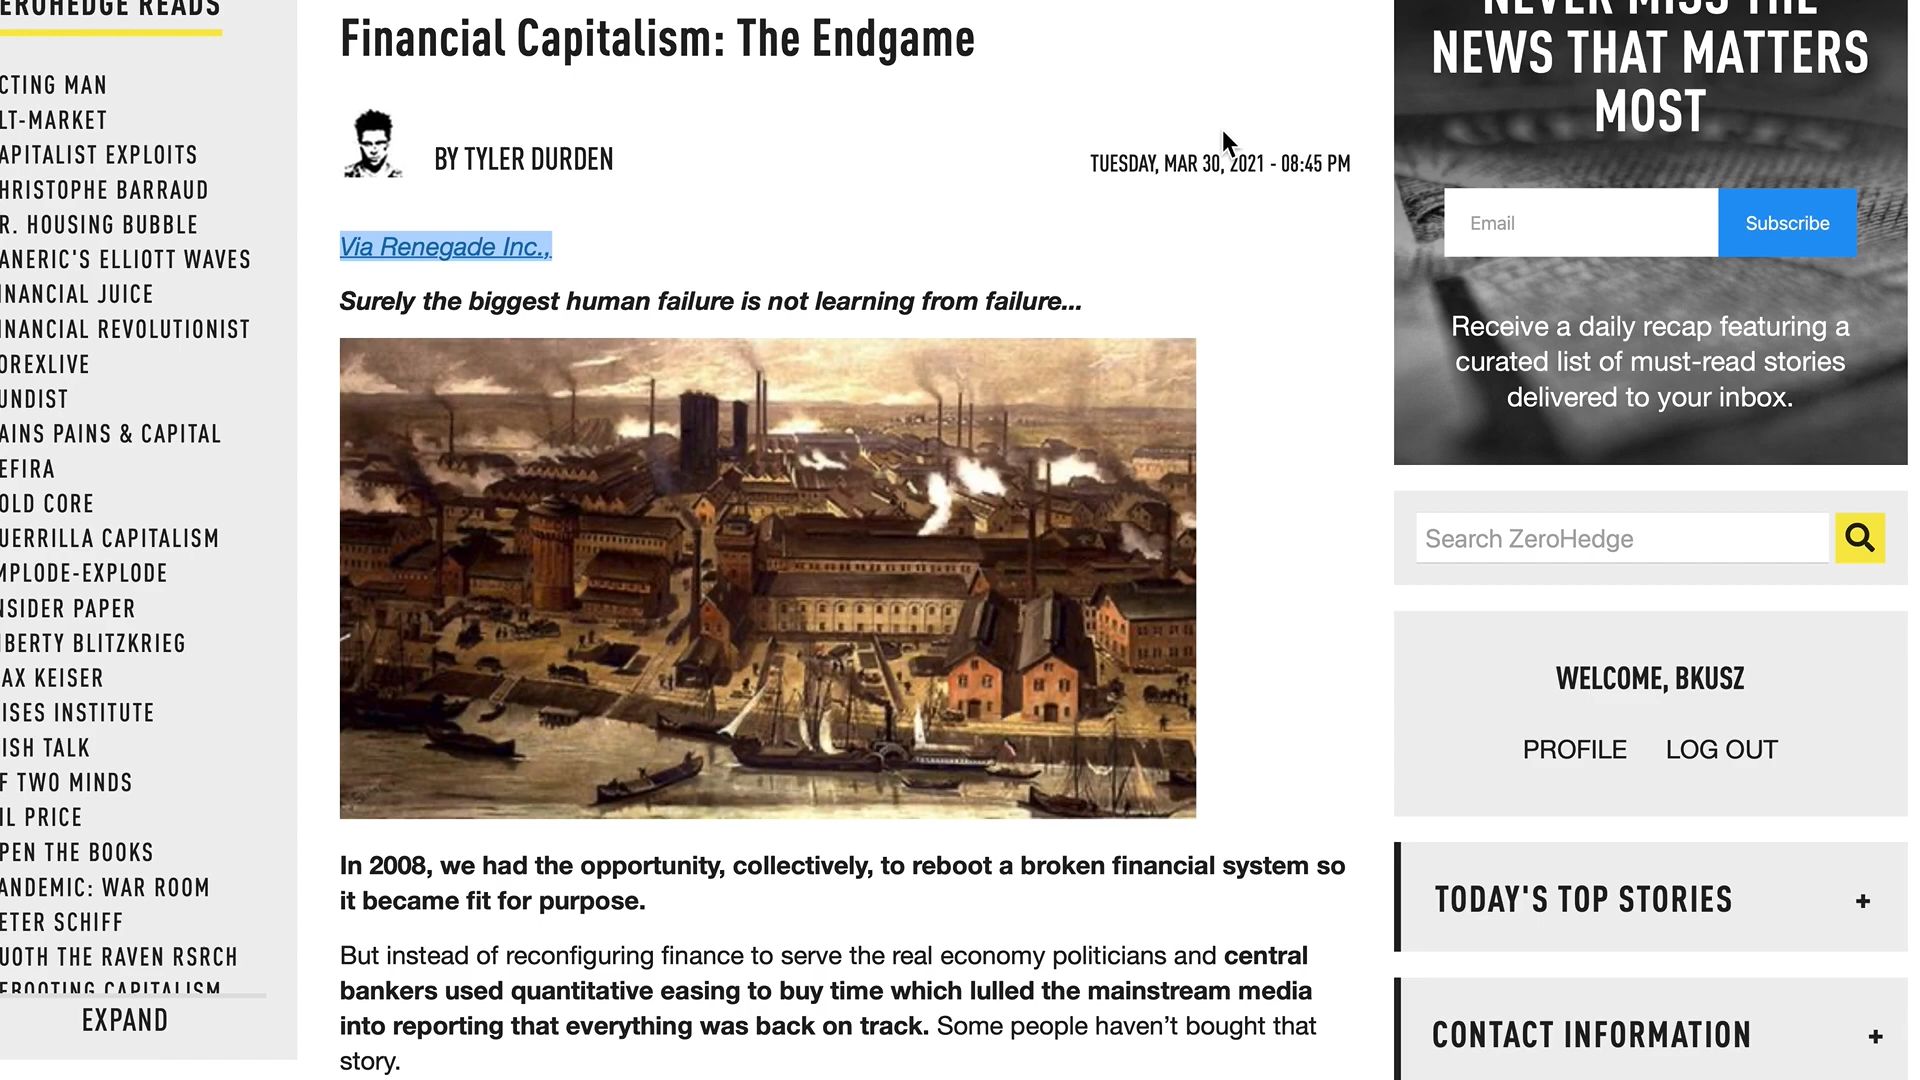 ZEROHEDGE READS
CTING MAN
LT-MARKET
APITALIST EXPLOITS
HRISTOPHE BARRAUD
R. HOUSING BUBBLE
ANERIC'S ELLIOTT WAVES
INANCIAL JUICE
INANCIAL REVOLUTIONIST
OREXLIVE
UNDIST
AINS PAINS & CAPITAL
EFIRA
OLD CORE
UERRILLA CAPITALISM
MPLODE-EXPLODE
NSIDER PAPER
IBERTY BLITZKRIEG
AX KEISER
ISES INSTITUTE
ISH TALK
F TWO MINDS
IL PRICE
PEN THE BOOKS
ANDEMIC: WAR ROOM
ETER SCHIFF
UOTH THE RAVEN RSRCH
EBOOTING CAPITALISM
EXPAND
Financial Capitalism: The Endgame
BY TYLER DURDEN
TUESDAY, MAR 30, 2021 - 08:45 PM
Via Renegade Inc.,
Surely the biggest human failure is not learning from failure...
In 2008, we had the opportunity, collectively, to reboot a broken financial system so
it became fit for purpose.
But instead of reconfiguring finance to serve the real economy politicians and central
bankers used quantitative easing to buy time which lulled the mainstream media
into reporting that everything was back on track. Some people haven't bought that
story.
NEVER MISS THE
NEWS THAT MATTERS
MOST
Email
Subscribe
Receive a daily recap featuring a
curated list of must-read stories
delivered to your inbox.
Search ZeroHedge
WELCOME, BKUSZ
PROFILE LOG OUT
TODAY'S TOP STORIES +
CONTACT INFORMATION +